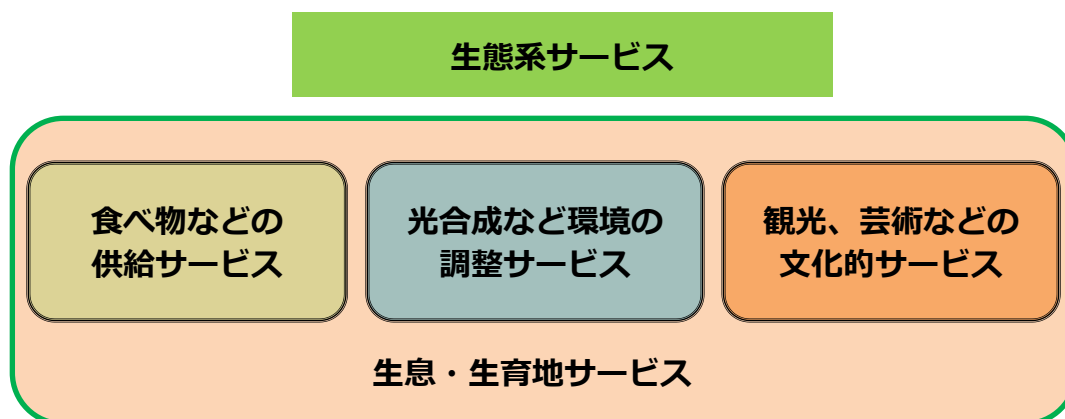 生態系サービス
食べ物などの
供給サービス
光合成など環境の
調整サービス
観光、芸術などの
文化的サービス
生息・生育地サービス